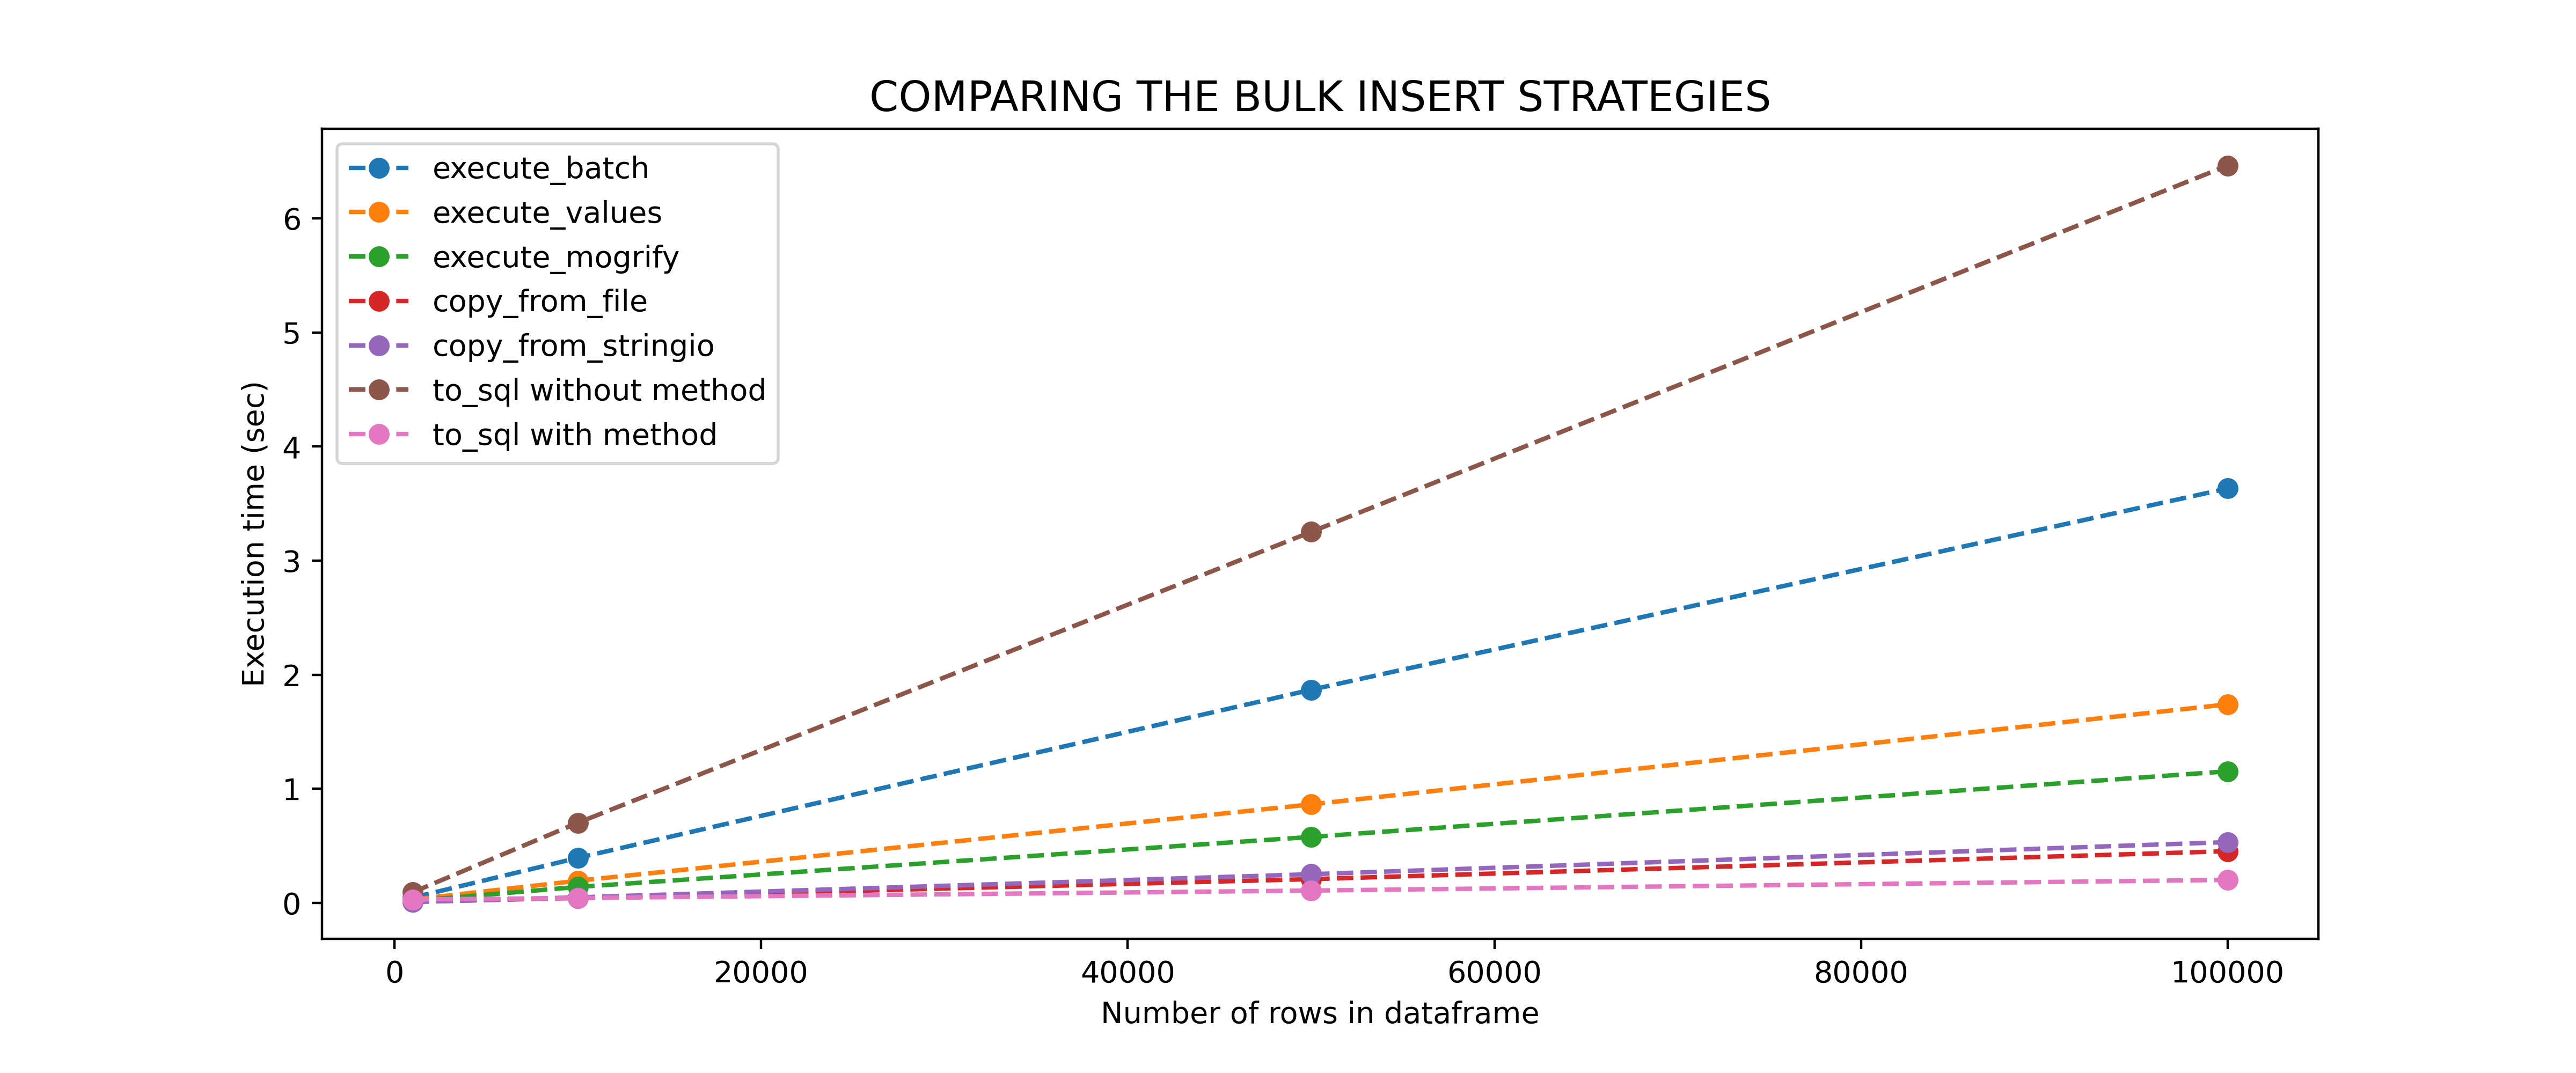 COMPARING THE BULK INSERT STRATEGIES
execute_batch
execute_values
execute_mogrify
copy_from_file
copy_from_stringio
to_sql without method
to_sql with method
Execution time (sec)
6
5
4
3
2
1
0
0 20000 40000 60000 80000 100000
Number of rows in dataframe